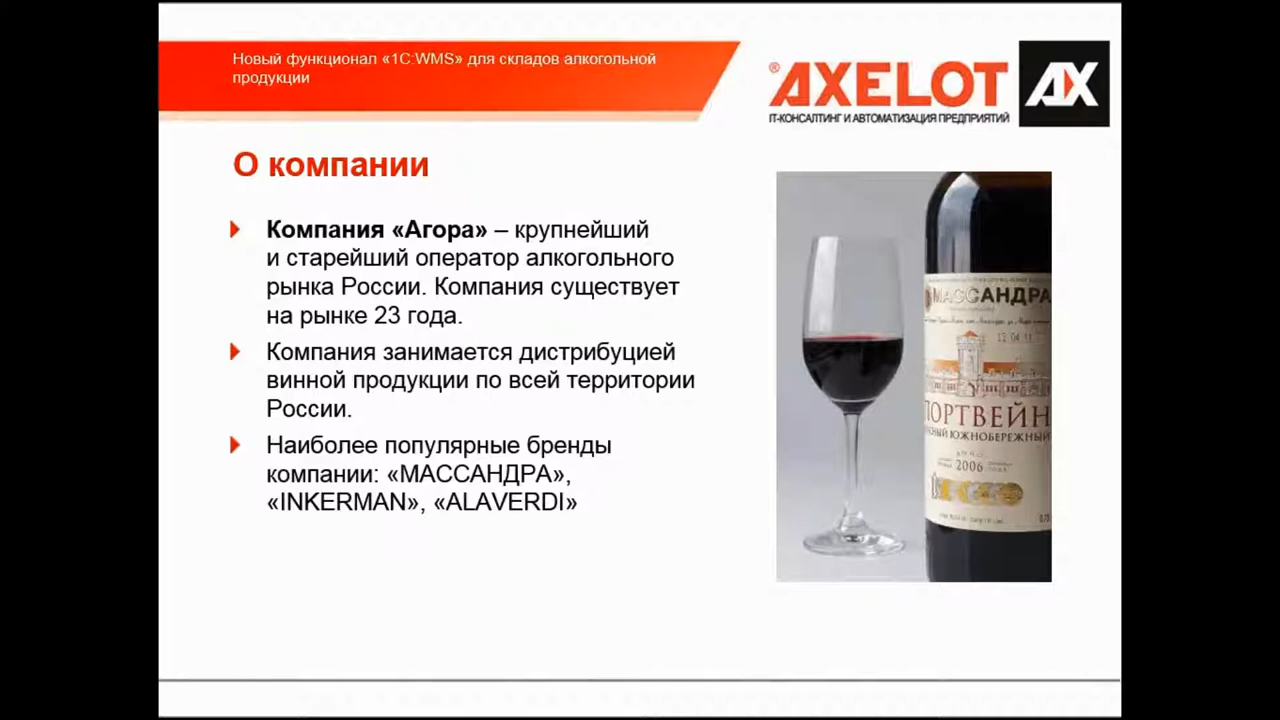 Новый функционал «1С:WMS» для складов алкогольной
продукции
® AXELOT AX
IT-КОНСАЛТИНГ И АВТОМАТИЗАЦИЯ ПРЕДПРИЯТИЙ
О компании
Компания «Агора» – крупнейший
и старейший оператор алкогольного
рынка России. Компания существует
на рынке 23 года.
Компания занимается дистрибуцией
винной продукции по всей территории
России.
Наиболее популярные бренды
компании: «МАССАНДРА»,
«INKERMAN», «ALAVERDI»
МАССАНДРА
ПОРТВЕЙН
ЮЖНОБЕРЕЖНЫЙ
2006